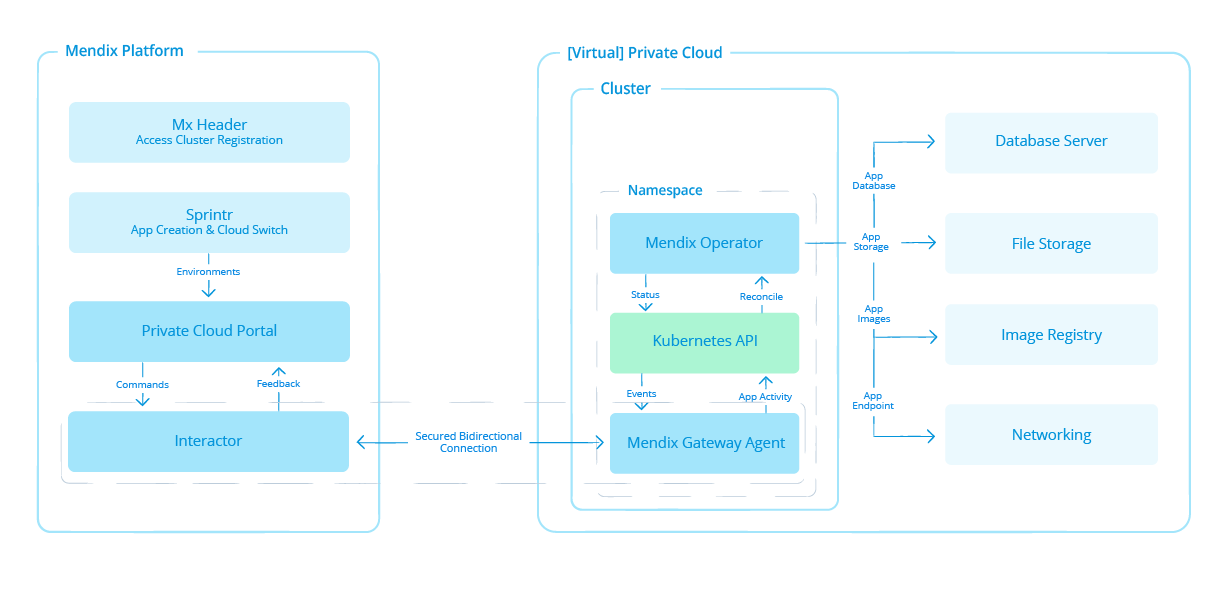 Mendix Platform
Mx Header
Access Cluster Registration
Sprintr
App Creation & Cloud Switch
Environments
Private Cloud Portal
Commands
Feedback
Interactor
Secured Bidirectional
Connection
[Virtual] Private Cloud
Cluster
Namespace
Mendix Operator
Status
Reconcile
Kubernetes API
Events
App Activity
Mendix Gateway Agent
App
Database
App
Storage
App
Images
App
Endpoint
Database Server
File Storage
Image Registry
Networking